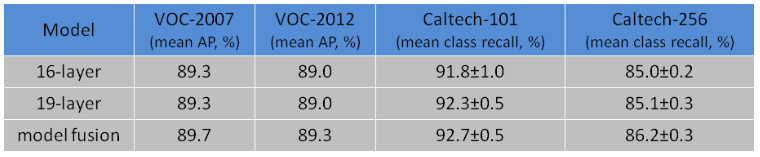 Model VOC-2007 VOC-2012 Caltech-101 Caltech-256
(mean AP, %) (mean AP, %) (mean class recall, %) (mean class recall, %)
16-layer 89.3 89.0 91.8±1.0 85.0±0.2
19-layer 89.3 89.0 92.3±0.5 85.1±0.3
model fusion 89.7 89.3 92.7±0.5 86.2±0.3